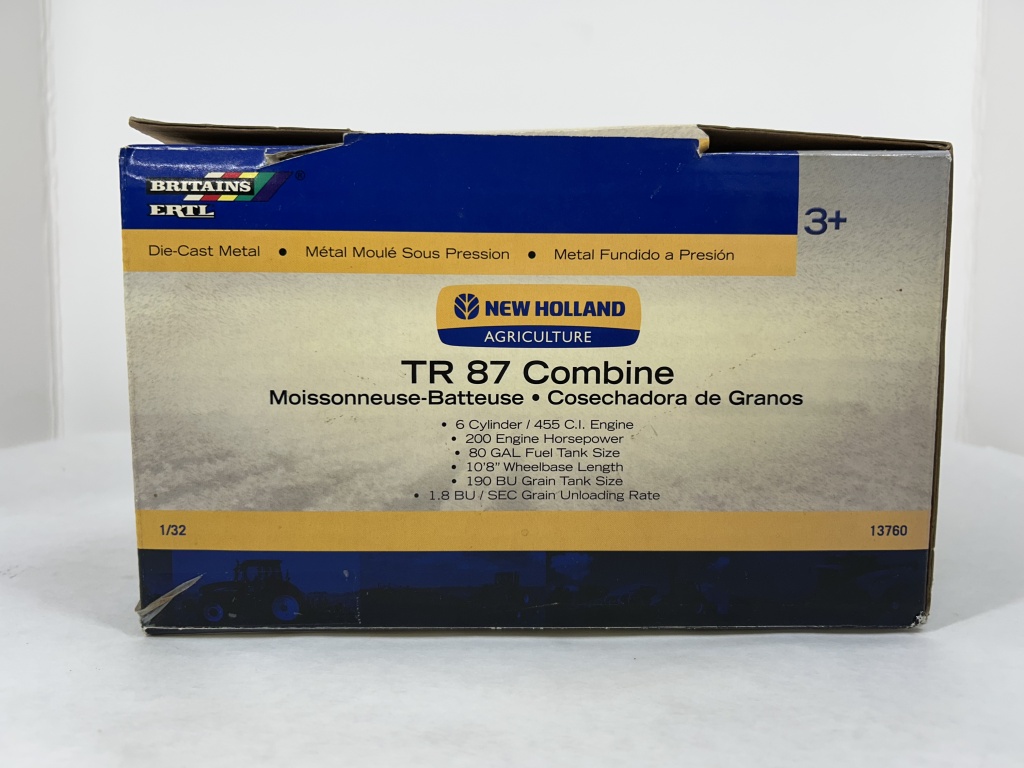 BRITAINS ®
ERTL
3+
Die-Cast Metal • Métal Moulé Sous Pression • Metal Fundido a Presión
NEW HOLLAND
AGRICULTURE
TR 87 Combine
Moissonneuse-Batteuse • Cosechadora de Granos
• 6 Cylinder / 455 C.I. Engine
• 200 Engine Horsepower
• 80 GAL Fuel Tank Size
• 10'8" Wheelbase Length
• 190 BU Grain Tank Size
• 1.8 BU / SEC Grain Unloading Rate
1/32 13760